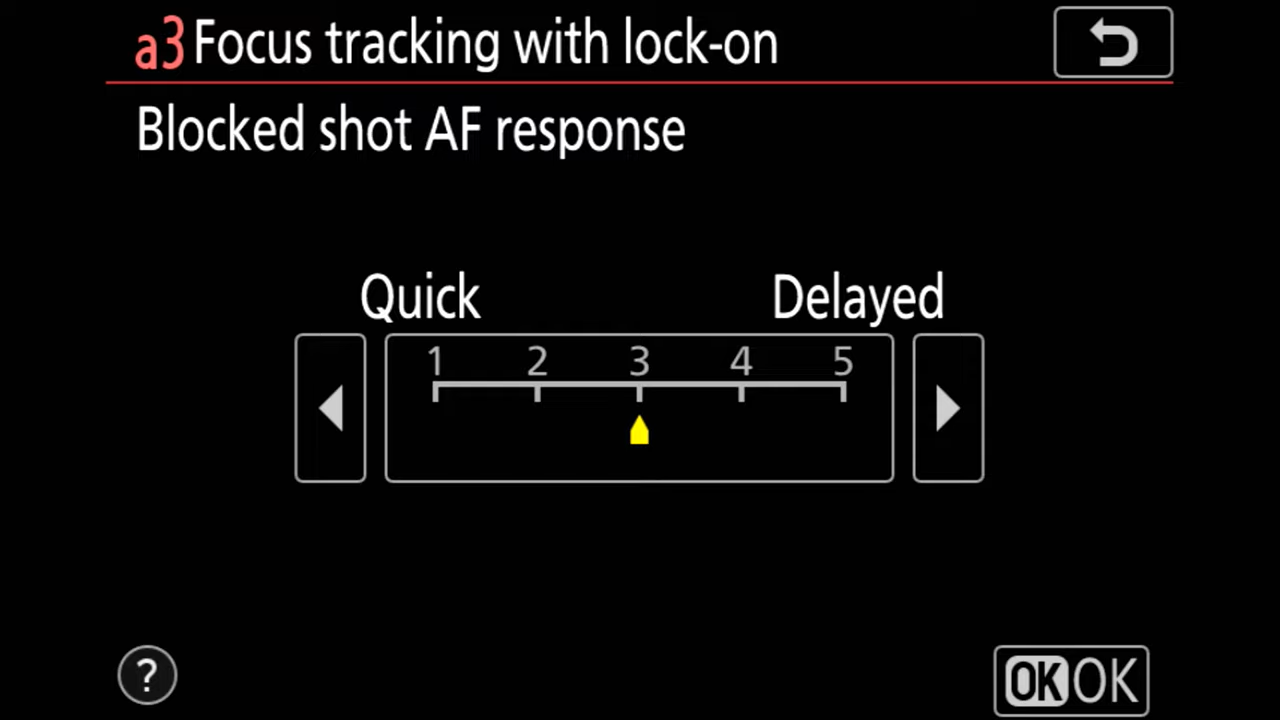 a3 Focus tracking with lock-on
Blocked shot AF response
Quick Delayed
1 2 3 4 5
? OK OK